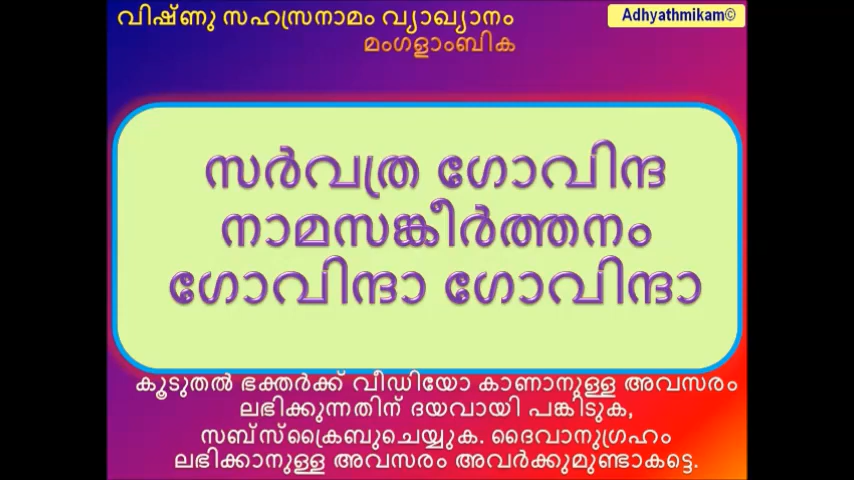 വിഷ്ണു സഹസ്രനാമം വ്യാഖ്യാനം
Adhyathmikam©
മംഗളാംബിക
സർവത്ര ഗോവിന്ദ
നാമസങ്കീർത്തനം
ഗോവിന്ദാ ഗോവിന്ദാ
കൂടുതൽ ഭക്തർക്ക് വീഡിയോ കാണാനുള്ള അവസരം
ലഭിക്കുന്നതിന് ദയവായി പങ്കിടുക,
സബ്സ്ക്രൈബുചെയ്യുക. ദൈവാനുഗ്രഹം
ലഭിക്കാനുള്ള അവസരം അവർക്കുമുണ്ടാകട്ടെ.